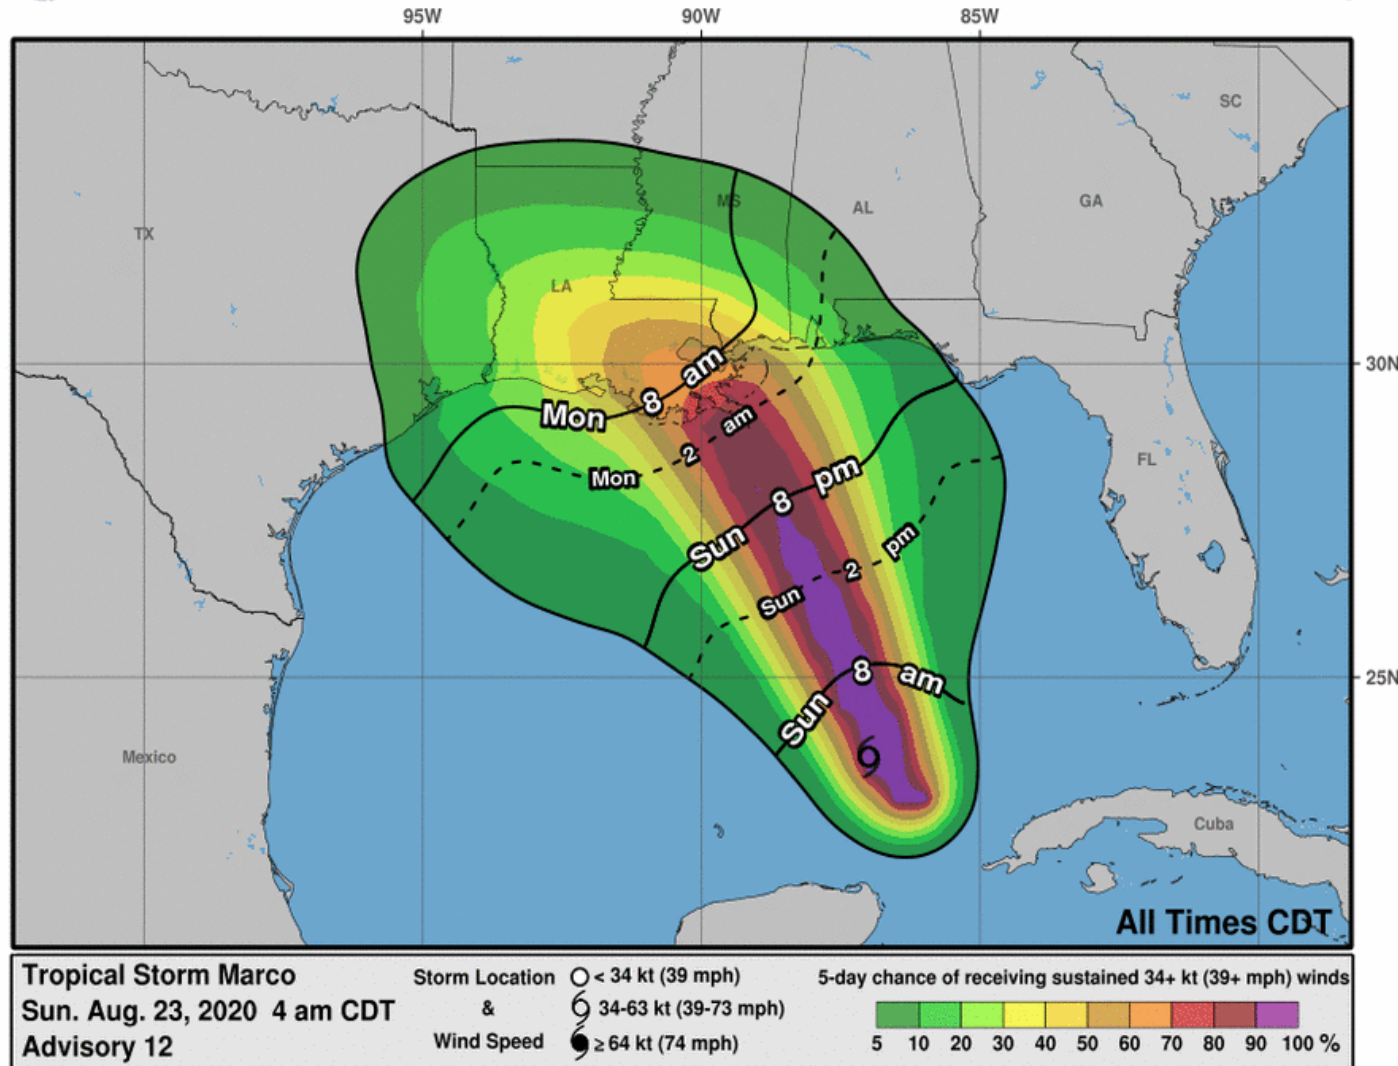 95W 90W 85W
SC
MS AL GA
TX
LA
30N
8 am
Mon
2 am
Mon
FL
8 pm
Sun
2 pm
Sun
25N
8 am
Sun
Mexico
Cuba
All Times CDT
Tropical Storm Marco
Sun. Aug. 23, 2020 4 am CDT
Advisory 12
Storm Location
&
Wind Speed
< 34 kt (39 mph)
34-63 kt (39-73 mph)
≥ 64 kt (74 mph)
5-day chance of receiving sustained 34+ kt (39+ mph) winds
5 10 20 30 40 50 60 70 80 90 100 %